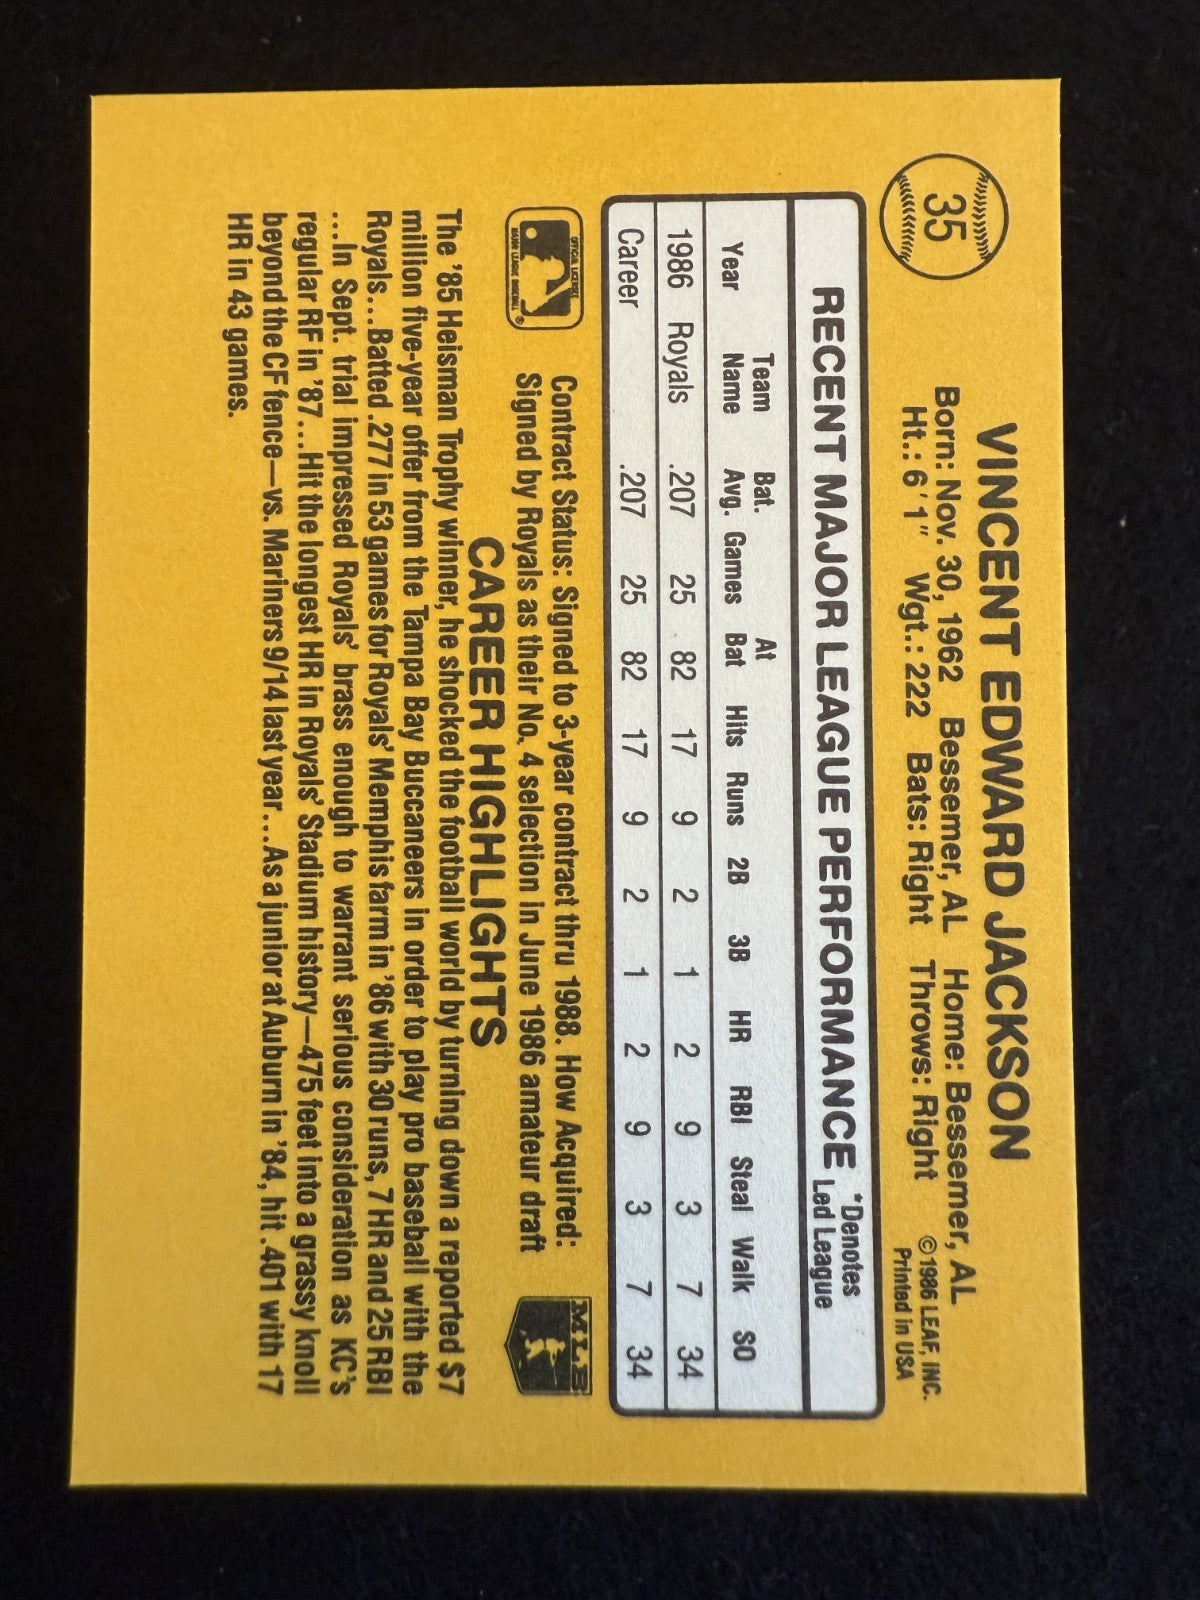 35
VINCENT EDWARD JACKSON
Born: Nov. 30, 1962 Bessemer, AL Home: Bessemer, AL
Ht.: 6'1" Wgt.: 222 Bats: Right Throws: Right
©1986 LEAF, INC.
Printed in USA
RECENT MAJOR LEAGUE PERFORMANCE *Denotes Led League
Year Team Name Bat. Avg. Games At Bat Hits Runs 2B 3B HR RBI Steal Walk SO
1986 Royals .207 25 82 17 9 2 1 2 9 3 7 34
Career .207 25 82 17 9 2 1 2 9 3 7 34
OFFICIAL LICENSEE
MAJOR LEAGUE BASEBALL ®
Contract Status: Signed to 3-year contract thru 1988. How Acquired:
Signed by Royals as their No. 4 selection in June 1986 amateur draft
CAREER HIGHLIGHTS
The '85 Heisman Trophy winner, he shocked the football world by turning down a reported $7
million five-year offer from the Tampa Bay Buccaneers in order to play pro baseball with the
Royals...Batted .277 in 53 games for Royals' Memphis farm in '86 with 30 runs, 7 HR and 25 RBI
...In Sept. trial impressed Royals' brass enough to warrant serious consideration as KC's
regular RF in '87...Hit the longest HR in Royals' Stadium history—475 feet into a grassy knoll
beyond the CF fence—vs. Mariners 9/14 last year...As a junior at Auburn in '84, hit .401 with 17
HR in 43 games.